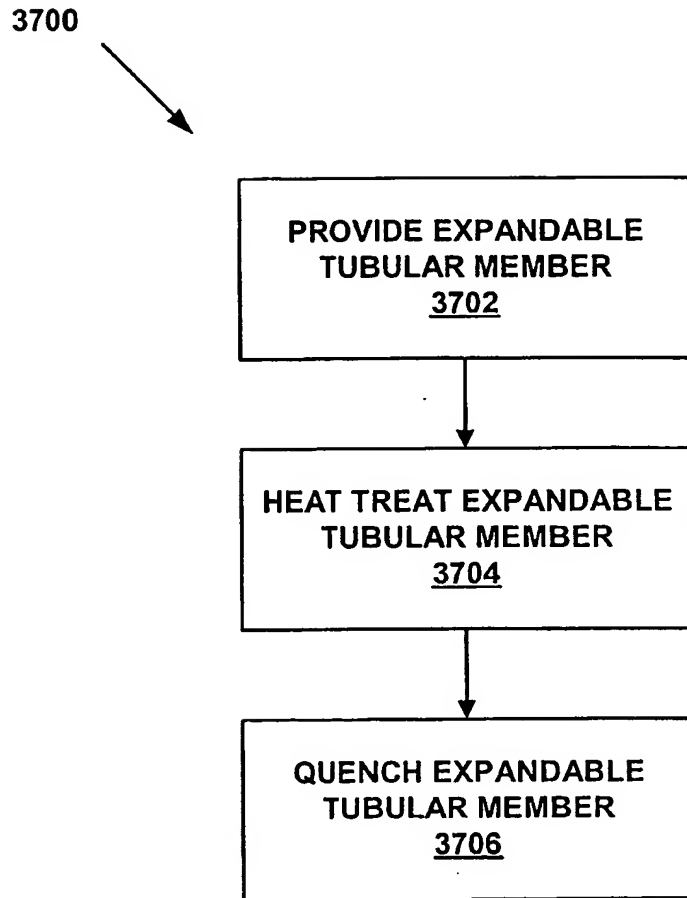 3700
PROVIDE EXPANDABLE
TUBULAR MEMBER
3702
HEAT TREAT EXPANDABLE
TUBULAR MEMBER
3704
QUENCH EXPANDABLE
TUBULAR MEMBER
3706